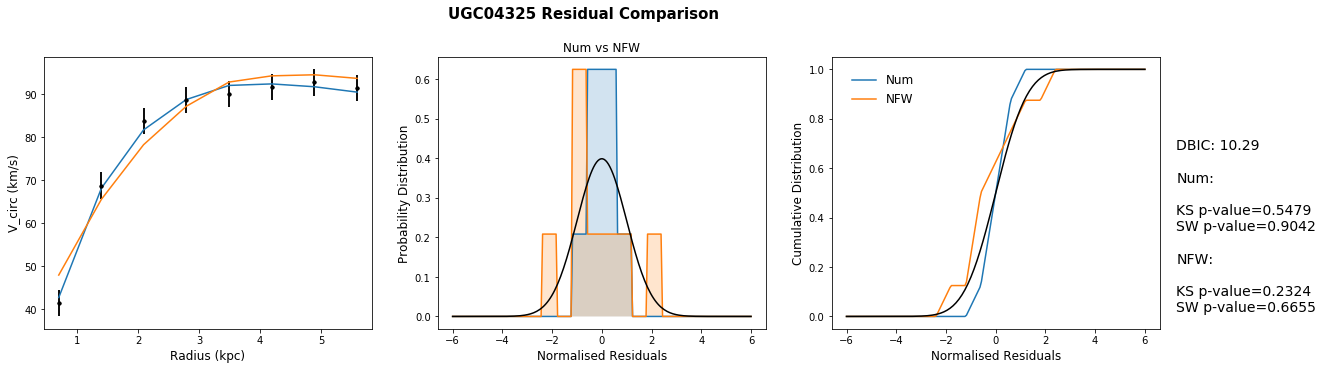 UGC04325 Residual Comparison
V_circ (km/s)
90
80
70
60
50
40
1 2 3 4 5
Radius (kpc)
Num vs NFW
Probability Distribution
0.6
0.5
0.4
0.3
0.2
0.1
0.0
−6 −4 −2 0 2 4 6
Normalised Residuals
Cumulative Distribution
1.0
0.8
0.6
0.4
0.2
0.0
Num
NFW
−6 −4 −2 0 2 4 6
Normalised Residuals
DBIC: 10.29
Num:
KS p-value=0.5479
SW p-value=0.9042
NFW:
KS p-value=0.2324
SW p-value=0.6655